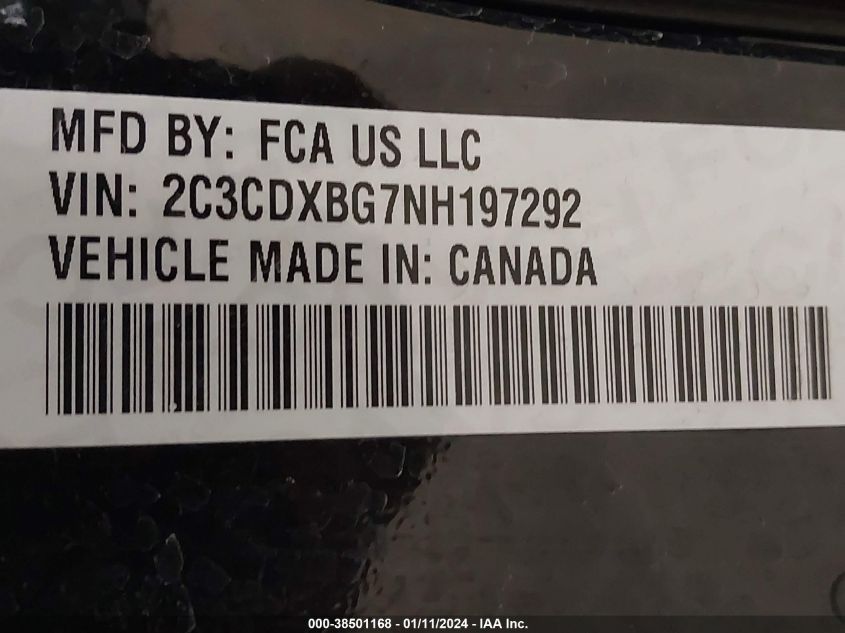 MFD BY: FCA US LLC
VIN: 2C3CDXBG7NH197292
VEHICLE MADE IN: CANADA
000-38501168 - 01/11/2024 - IAA Inc.